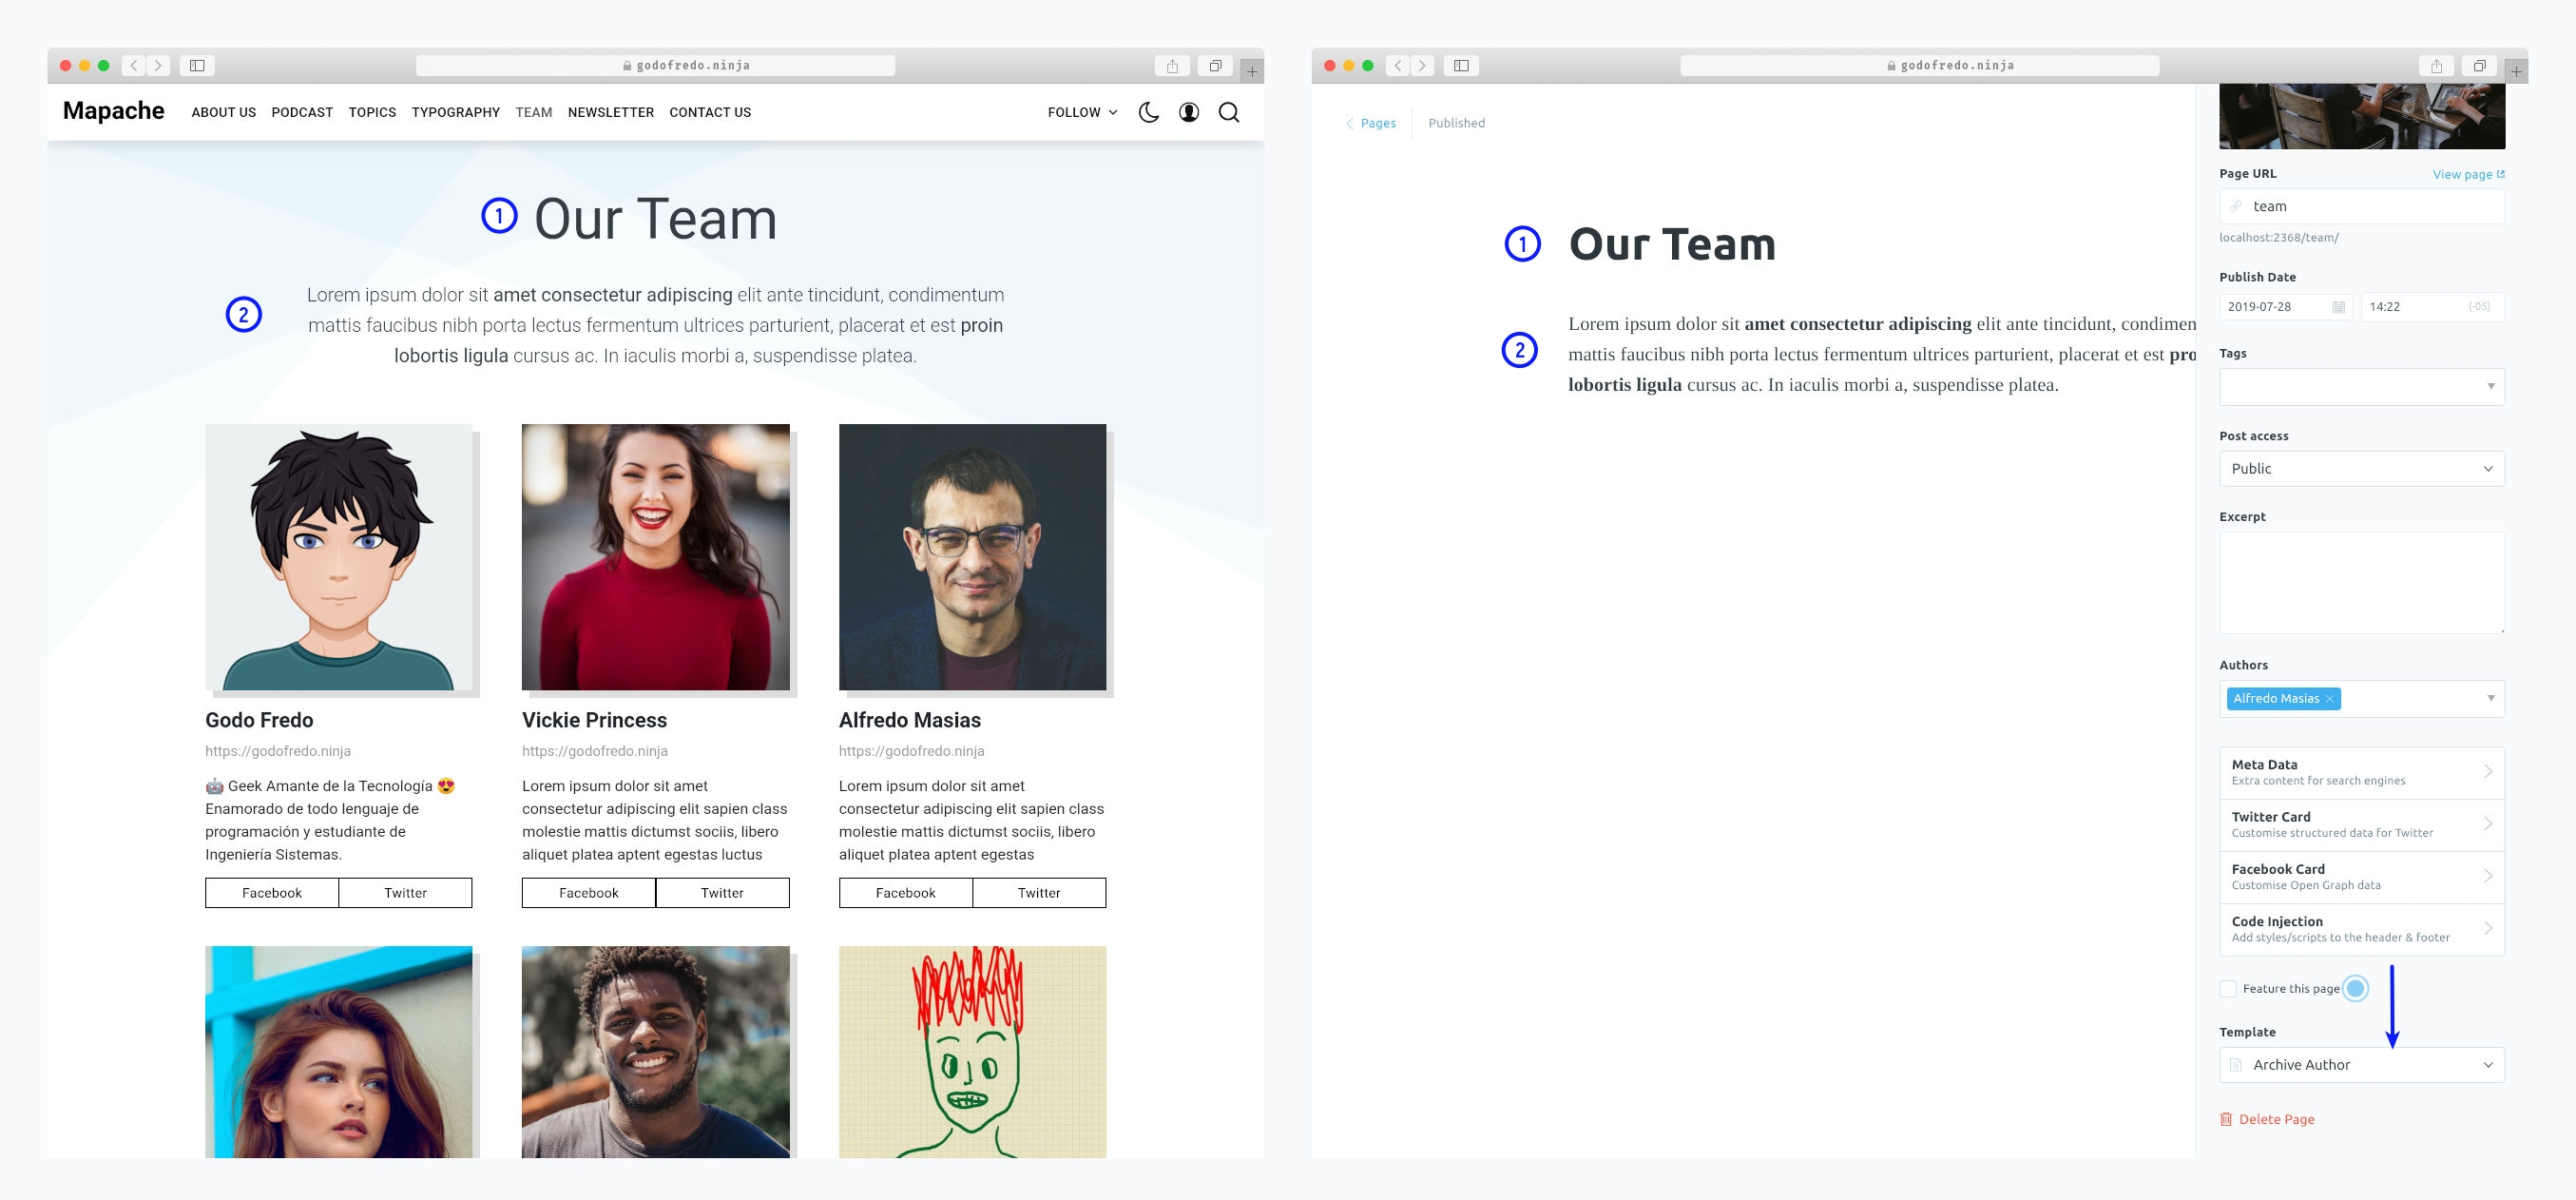 godofredo.ninja
Mapache
ABOUT US PODCAST TOPICS TYPOGRAPHY TEAM NEWSLETTER CONTACT US
FOLLOW
1 Our Team
2
Lorem ipsum dolor sit amet consectetur adipiscing elit ante tincidunt, condimentum
mattis faucibus nibh porta lectus fermentum ultrices parturient, placerat et est proin
lobortis ligula cursus ac. In iaculis morbi a, suspendisse platea.
Godo Fredo
https://godofredo.ninja
🤖 Geek Amante de la Tecnología 😍
Enamorado de todo lenguaje de
programación y estudiante de
Ingeniería Sistemas.
Facebook Twitter
Vickie Princess
https://godofredo.ninja
Lorem ipsum dolor sit amet
consectetur adipiscing elit sapien class
molestie mattis dictumst sociis, libero
aliquet platea aptent egestas luctus
Facebook Twitter
Alfredo Masias
https://godofredo.ninja
Lorem ipsum dolor sit amet
consectetur adipiscing elit sapien class
molestie mattis dictumst sociis, libero
aliquet platea aptent egestas
Facebook Twitter
godofredo.ninja
Pages Published
1 Our Team
2
Lorem ipsum dolor sit amet consectetur adipiscing elit ante tincidunt, condimen
mattis faucibus nibh porta lectus fermentum ultrices parturient, placerat et est pro
lobortis ligula cursus ac. In iaculis morbi a, suspendisse platea.
Page URL View page
team
localhost:2368/team/
Publish Date
2019-07-28 14:22 (-05)
Tags
Post access
Public
Excerpt
Authors
Alfredo Masias ×
Meta Data
Extra content for search engines
Twitter Card
Customise structured data for Twitter
Facebook Card
Customise Open Graph data
Code Injection
Add styles/scripts to the header & footer
Feature this page
Template
Archive Author
Delete Page